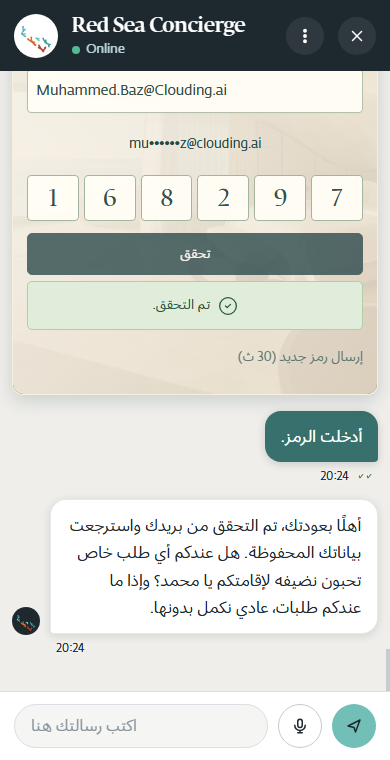 Red Sea Concierge
Online
Muhammed.Baz@Clouding.ai
mu••••••z@clouding.ai
1 6 8 2 9 7
تحقق
تم التحقق.
إرسال رمز جديد (30 ث)
أدخلت الرمز.
20:24
أهلًا بعودتك، تم التحقق من بريدك واسترجعت
بياناتك المحفوظة. هل عندكم أي طلب خاص
تحبون نضيفه لإقامتكم يا محمد؟ وإذا ما
عندكم طلبات، عادي نكمل بدونها.
20:24
اكتب رسالتك هنا